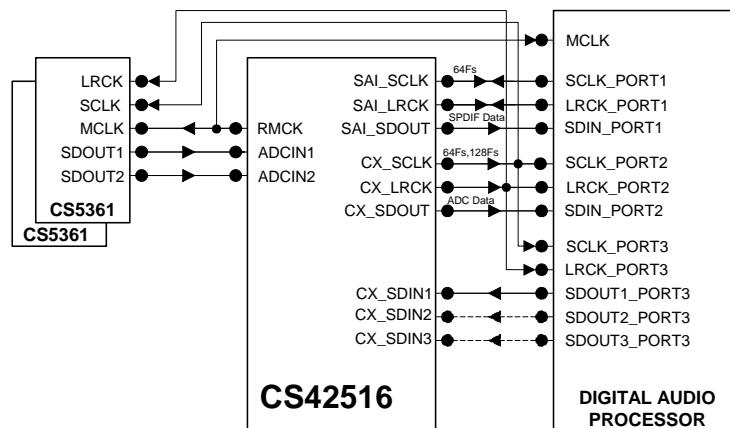 MCLK
LRCK
SCLK
MCLK
SDOUT1
SDOUT2
CS5361
CS5361
RMCK
ADCIN1
ADCIN2
SAI_SCLK
SAI_LRCK
SAI_SDOUT
CX_SCLK
CX_LRCK
CX_SDOUT
CX_SDIN1
CX_SDIN2
CX_SDIN3
CS42516
64Fs
SPDIF Data
64Fs,128Fs
ADC Data
SCLK_PORT1
LRCK_PORT1
SDIN_PORT1
SCLK_PORT2
LRCK_PORT2
SDIN_PORT2
SCLK_PORT3
LRCK_PORT3
SDOUT1_PORT3
SDOUT2_PORT3
SDOUT3_PORT3
DIGITAL AUDIO
PROCESSOR